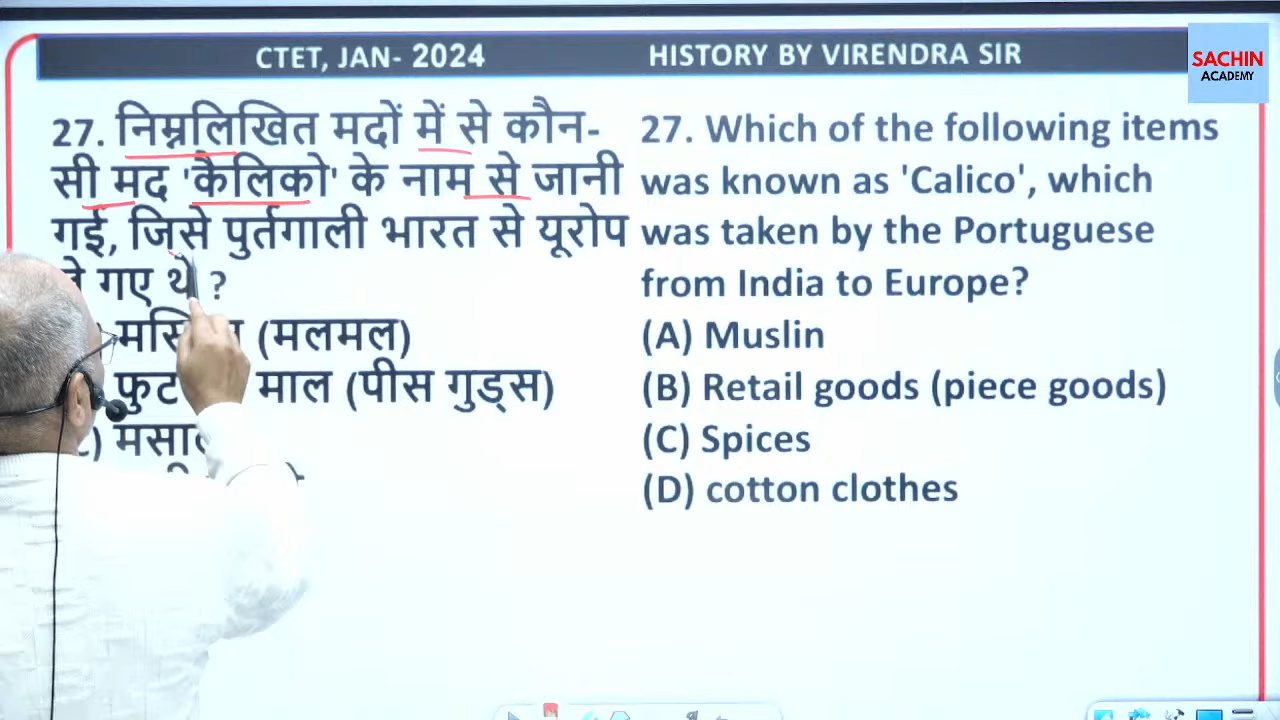 CTET, JAN- 2024
HISTORY BY VIRENDRA SIR
SACHIN
ACADEMY
27. निम्नलिखित मदों में से कौन-
सी मद 'कैलिको' के नाम से जानी
गई, जिसे पुर्तगाली भारत से यूरोप
गए थे ?
(मलमल)
माल (पीस गुड्स)
27. Which of the following items
was known as 'Calico', which
was taken by the Portuguese
from India to Europe?
(A) Muslin
(B) Retail goods (piece goods)
(C) Spices
(D) cotton clothes